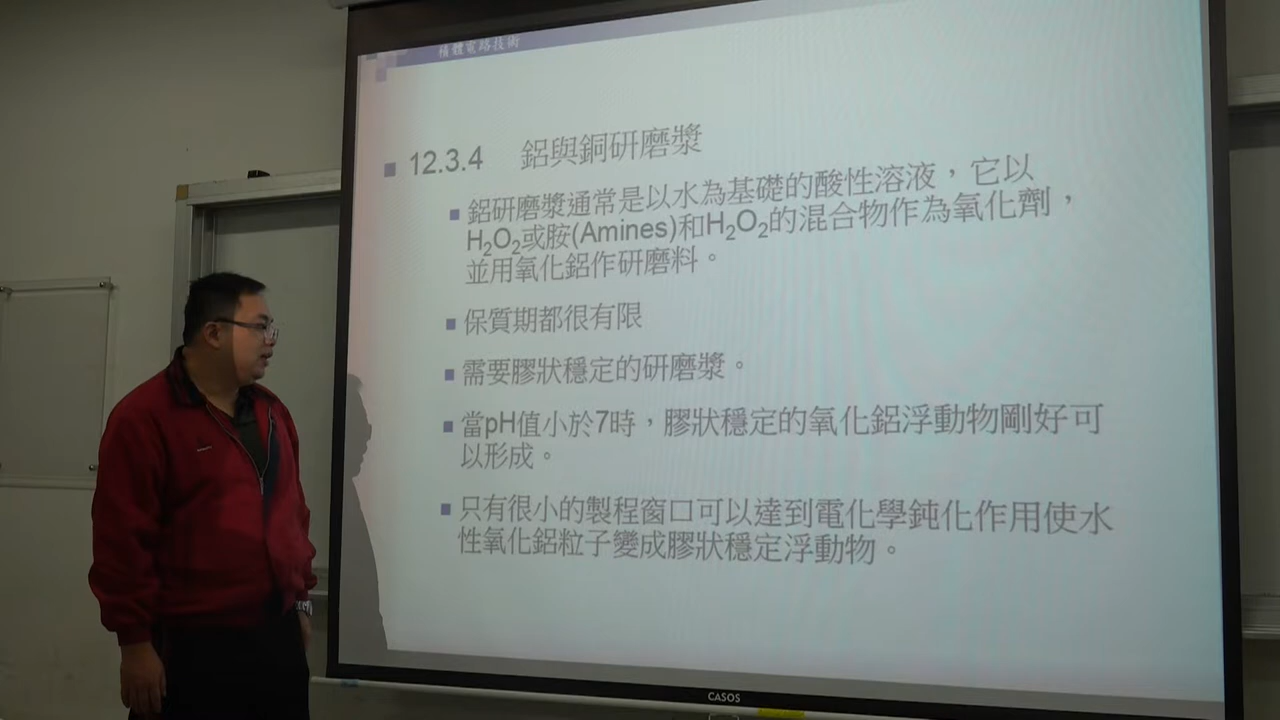 積體電路技術
12.3.4 鋁與銅研磨漿
鋁研磨漿通常是以水為基礎的酸性溶液，它以
H₂O₂或胺(Amines)和H₂O₂的混合物作為氧化劑，
並用氧化鋁作研磨料。
保質期都很有限
需要膠狀穩定的研磨漿。
當pH值小於7時，膠狀穩定的氧化鋁浮動物剛好可
以形成。
只有很小的製程窗口可以達到電化學鈍化作用使水
性氧化鋁粒子變成膠狀穩定浮動物。
CASOS